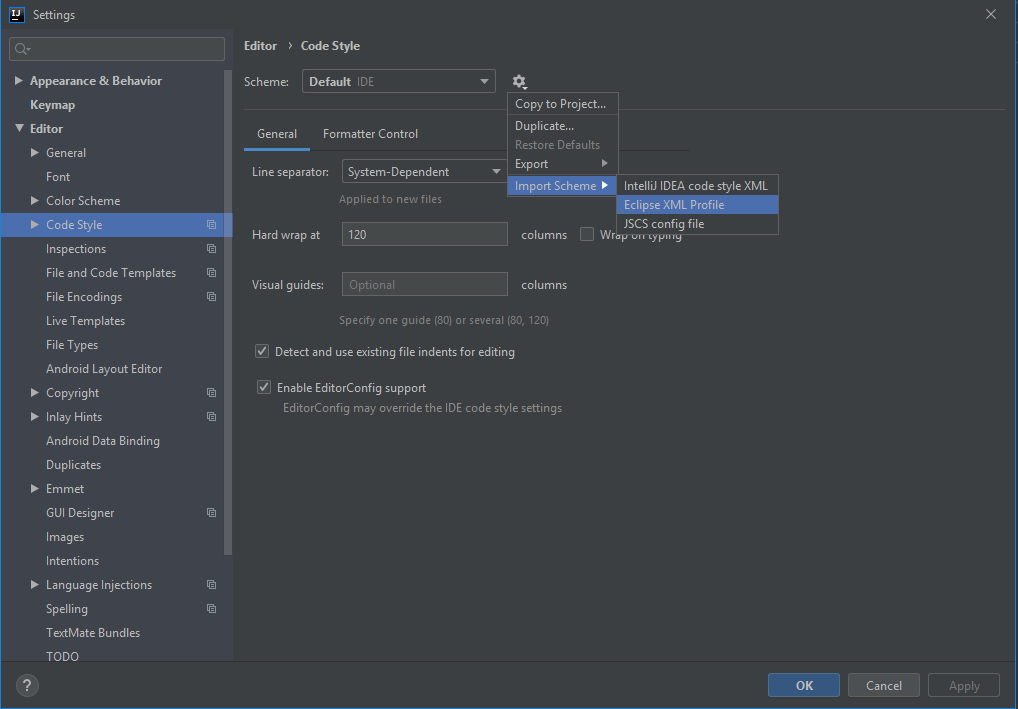 IJ
Settings
Appearance & Behavior
Keymap
Editor
General
Font
Color Scheme
Code Style
Inspections
File and Code Templates
File Encodings
Live Templates
File Types
Android Layout Editor
Copyright
Inlay Hints
Android Data Binding
Duplicates
Emmet
GUI Designer
Images
Intentions
Language Injections
Spelling
TextMate Bundles
TODO
Editor › Code Style
Scheme: Default IDE
Copy to Project...
Duplicate...
Restore Defaults
Export
Import Scheme
IntelliJ IDEA code style XML
Eclipse XML Profile
JSCS config file
General Formatter Control
Line separator: System-Dependent
Applied to new files
Hard wrap at 120 columns Wrap on typing
Visual guides: Optional columns
Specify one guide (80) or several (80, 120)
Detect and use existing file indents for editing
Enable EditorConfig support
EditorConfig may override the IDE code style settings
? OK Cancel Apply